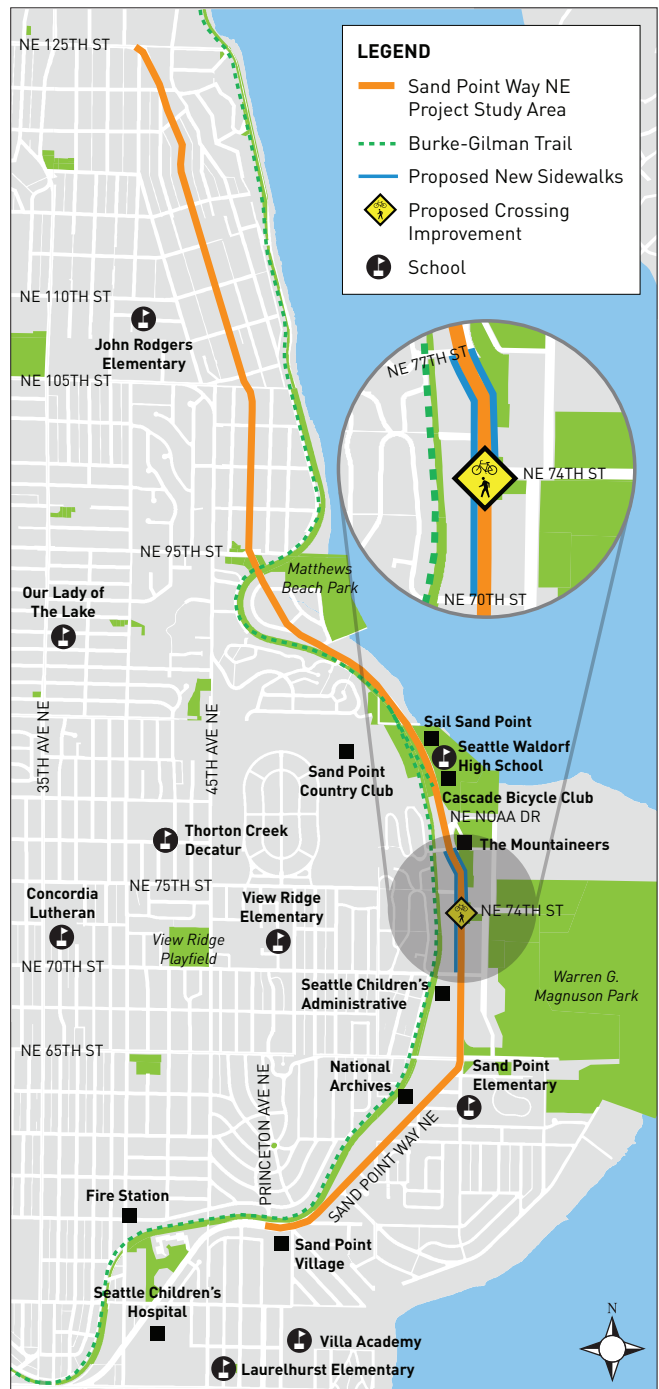 NE 125TH ST
LEGEND
Sand Point Way NE
Project Study Area
Burke-Gilman Trail
Proposed New Sidewalks
Proposed Crossing
Improvement
School
NE 110TH ST
John Rodgers
Elementary
NE 105TH ST
NE 77TH ST
NE 74TH ST
NE 70TH ST
NE 95TH ST
Matthews
Beach Park
Our Lady of
The Lake
35TH AVE NE
45TH AVE NE
Sand Point
Country Club
Sail Sand Point
Seattle Waldorf
High School
Cascade Bicycle Club
NE NOAA DR
The Mountaineers
Thorton Creek
Decatur
NE 75TH ST
Concordia
Lutheran
View Ridge
Elementary
NE 74TH ST
View Ridge
Playfield
NE 70TH ST
Seattle Children's
Administrative
Warren G.
Magnuson Park
NE 65TH ST
National
Archives
Sand Point
Elementary
PRINCETON AVE NE
SAND POINT WAY NE
Fire Station
Sand Point
Village
Seattle Children's
Hospital
Villa Academy
Laurelhurst Elementary
N